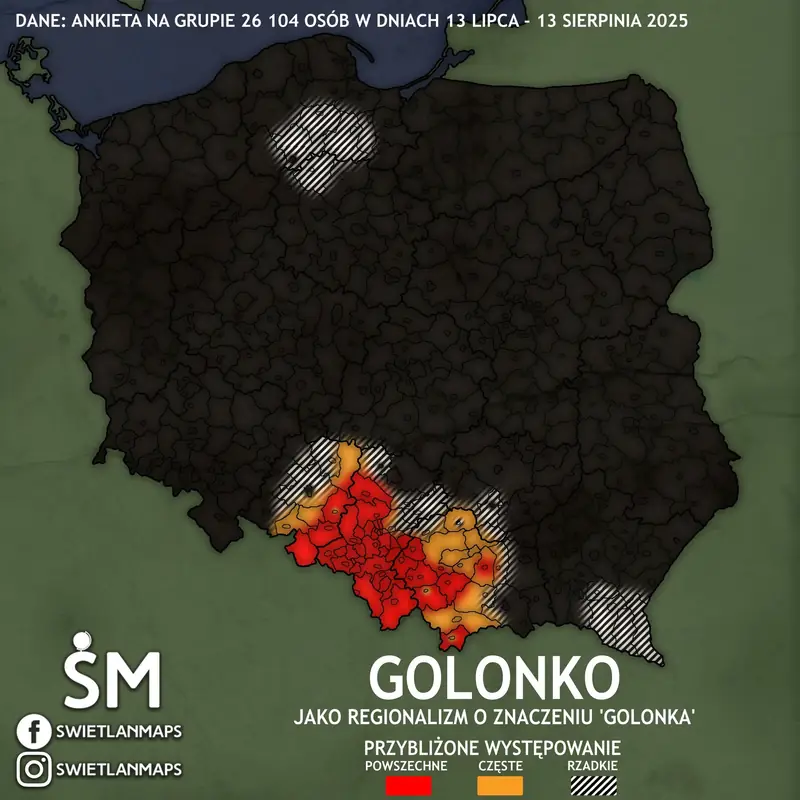 DANE: ANKIETA NA GRUPIE 26 104 OSÓB W DNIACH 13 LIPCA - 13 SIERPINIA 2025
ŚM
SWIETLANMAPS
SWIETLANMAPS
GOLONKO
JAKO REGIONALIZM O ZNACZENIU 'GOLONKA'
PRZYBLIŻONE WYSTĘPOWANIE
POWSZECHNE CZĘSTE RZADKIE